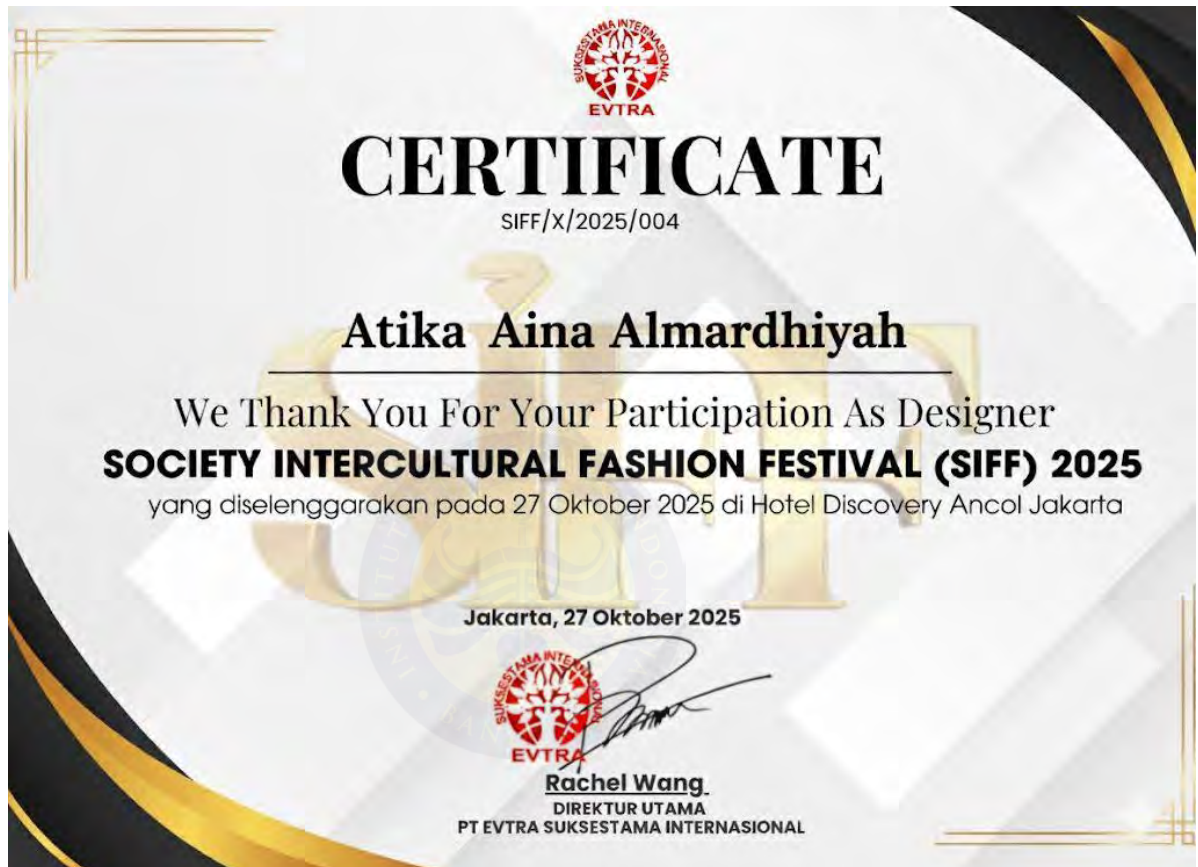 SUKSESTAMA INTERNASIONAL
EVTRA
CERTIFICATE
SIFF/X/2025/004
SIFF
Atika Aina Almardhiyah
We Thank You For Your Participation As Designer
SOCIETY INTERCULTURAL FASHION FESTIVAL (SIFF) 2025
yang diselenggarakan pada 27 Oktober 2025 di Hotel Discovery Ancol Jakarta
Jakarta, 27 Oktober 2025
SUKSESTAMA INTERNASIONAL
EVTRA
Rachel Wang
DIREKTUR UTAMA
PT EVTRA SUKSESTAMA INTERNASIONAL